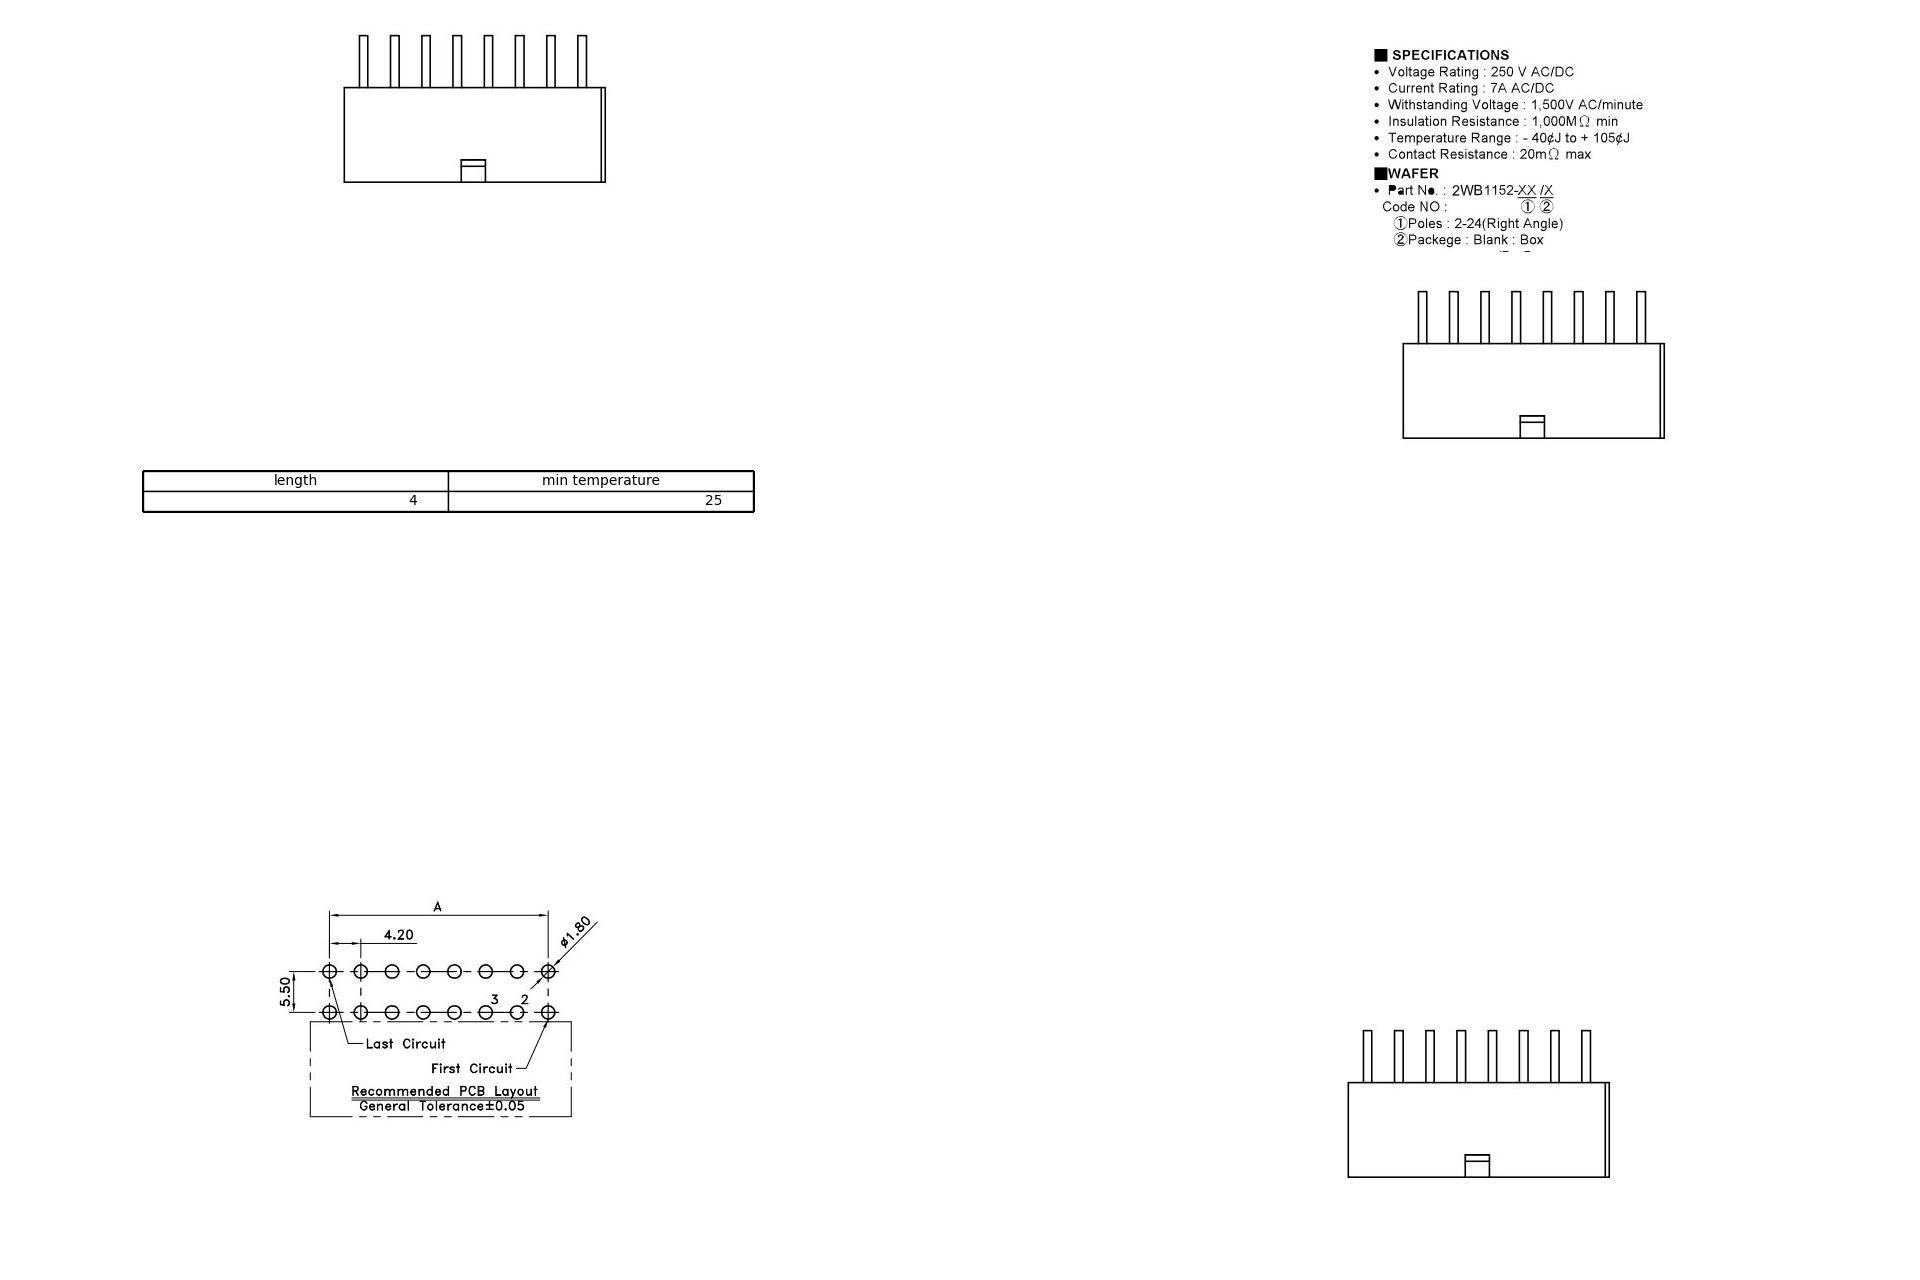 ■ SPECIFICATIONS
• Voltage Rating : 250 V AC/DC
• Current Rating : 7A AC/DC
• Withstanding Voltage : 1,500V AC/minute
• Insulation Resistance : 1,000MΩ min
• Temperature Range : - 40¢J to + 105¢J
• Contact Resistance : 20mΩ max
■WAFER
• Part No. : 2WB1152-XX /X
Code NO : ① ②
①Poles : 2-24(Right Angle)
②Packege : Blank : Box
length min temperature
4 25
A
4.20
ø1.80
5.50
3 2
Last Circuit
First Circuit
Recommended PCB Layout
General Tolerance±0.05